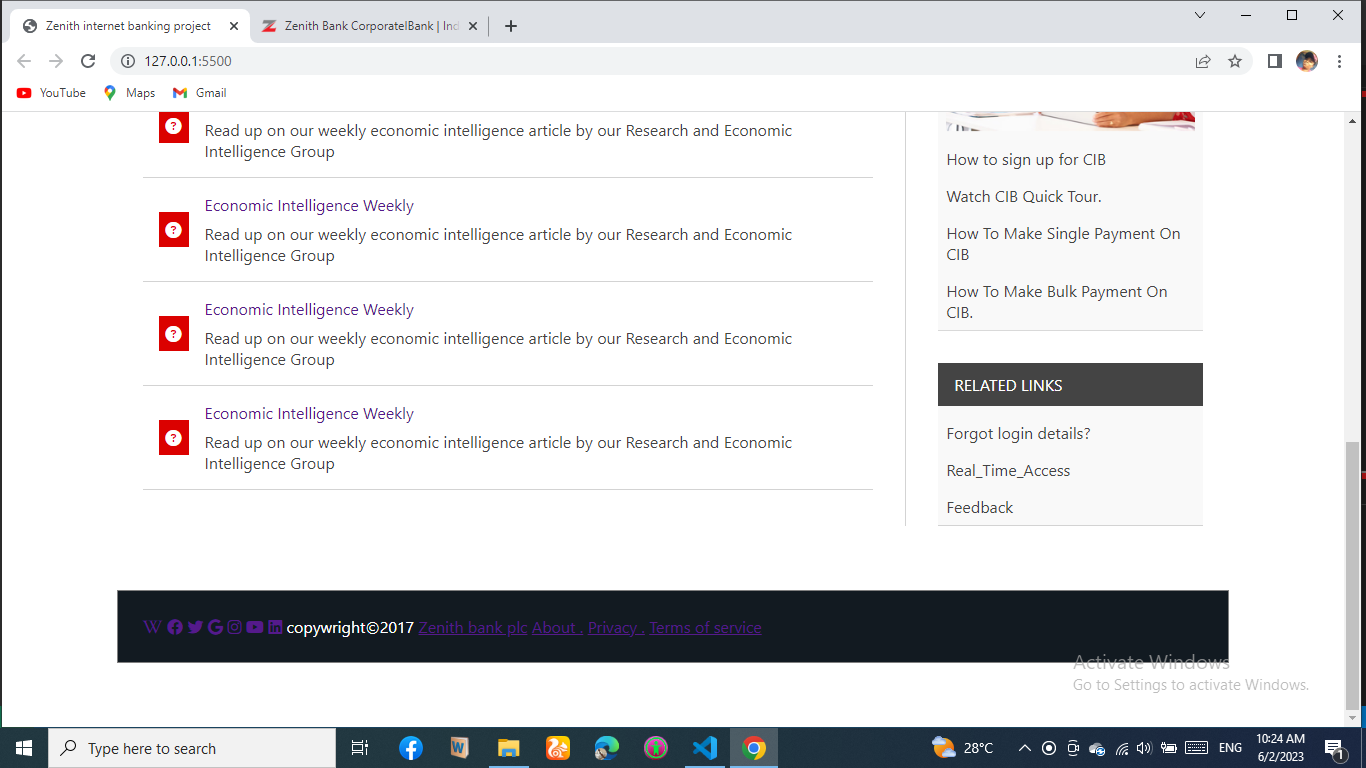 Zenith internet banking project
Zenith Bank CorporateIBank | Ind
127.0.0.1:5500
YouTube
Maps
Gmail
Read up on our weekly economic intelligence article by our Research and Economic
Intelligence Group
Economic Intelligence Weekly
Read up on our weekly economic intelligence article by our Research and Economic
Intelligence Group
Economic Intelligence Weekly
Read up on our weekly economic intelligence article by our Research and Economic
Intelligence Group
Economic Intelligence Weekly
Read up on our weekly economic intelligence article by our Research and Economic
Intelligence Group
How to sign up for CIB
Watch CIB Quick Tour.
How To Make Single Payment On
CIB
How To Make Bulk Payment On
CIB.
RELATED LINKS
Forgot login details?
Real_Time_Access
Feedback
copywright©2017 Zenith bank plc About . Privacy . Terms of service
Activate Windows
Go to Settings to activate Windows.
Type here to search
28°C
ENG
10:24 AM
6/2/2023
1